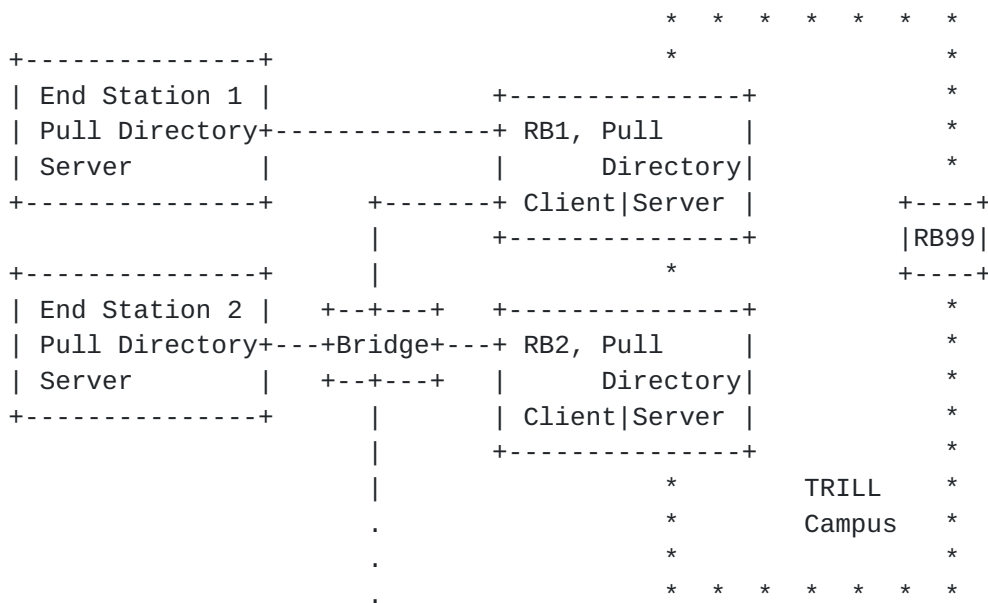 End Station 1
Pull Directory RB1, Pull
Server Directory
Client|Server
RB99
End Station 2
Pull Directory Bridge RB2, Pull
Server Directory
Client|Server
TRILL
Campus